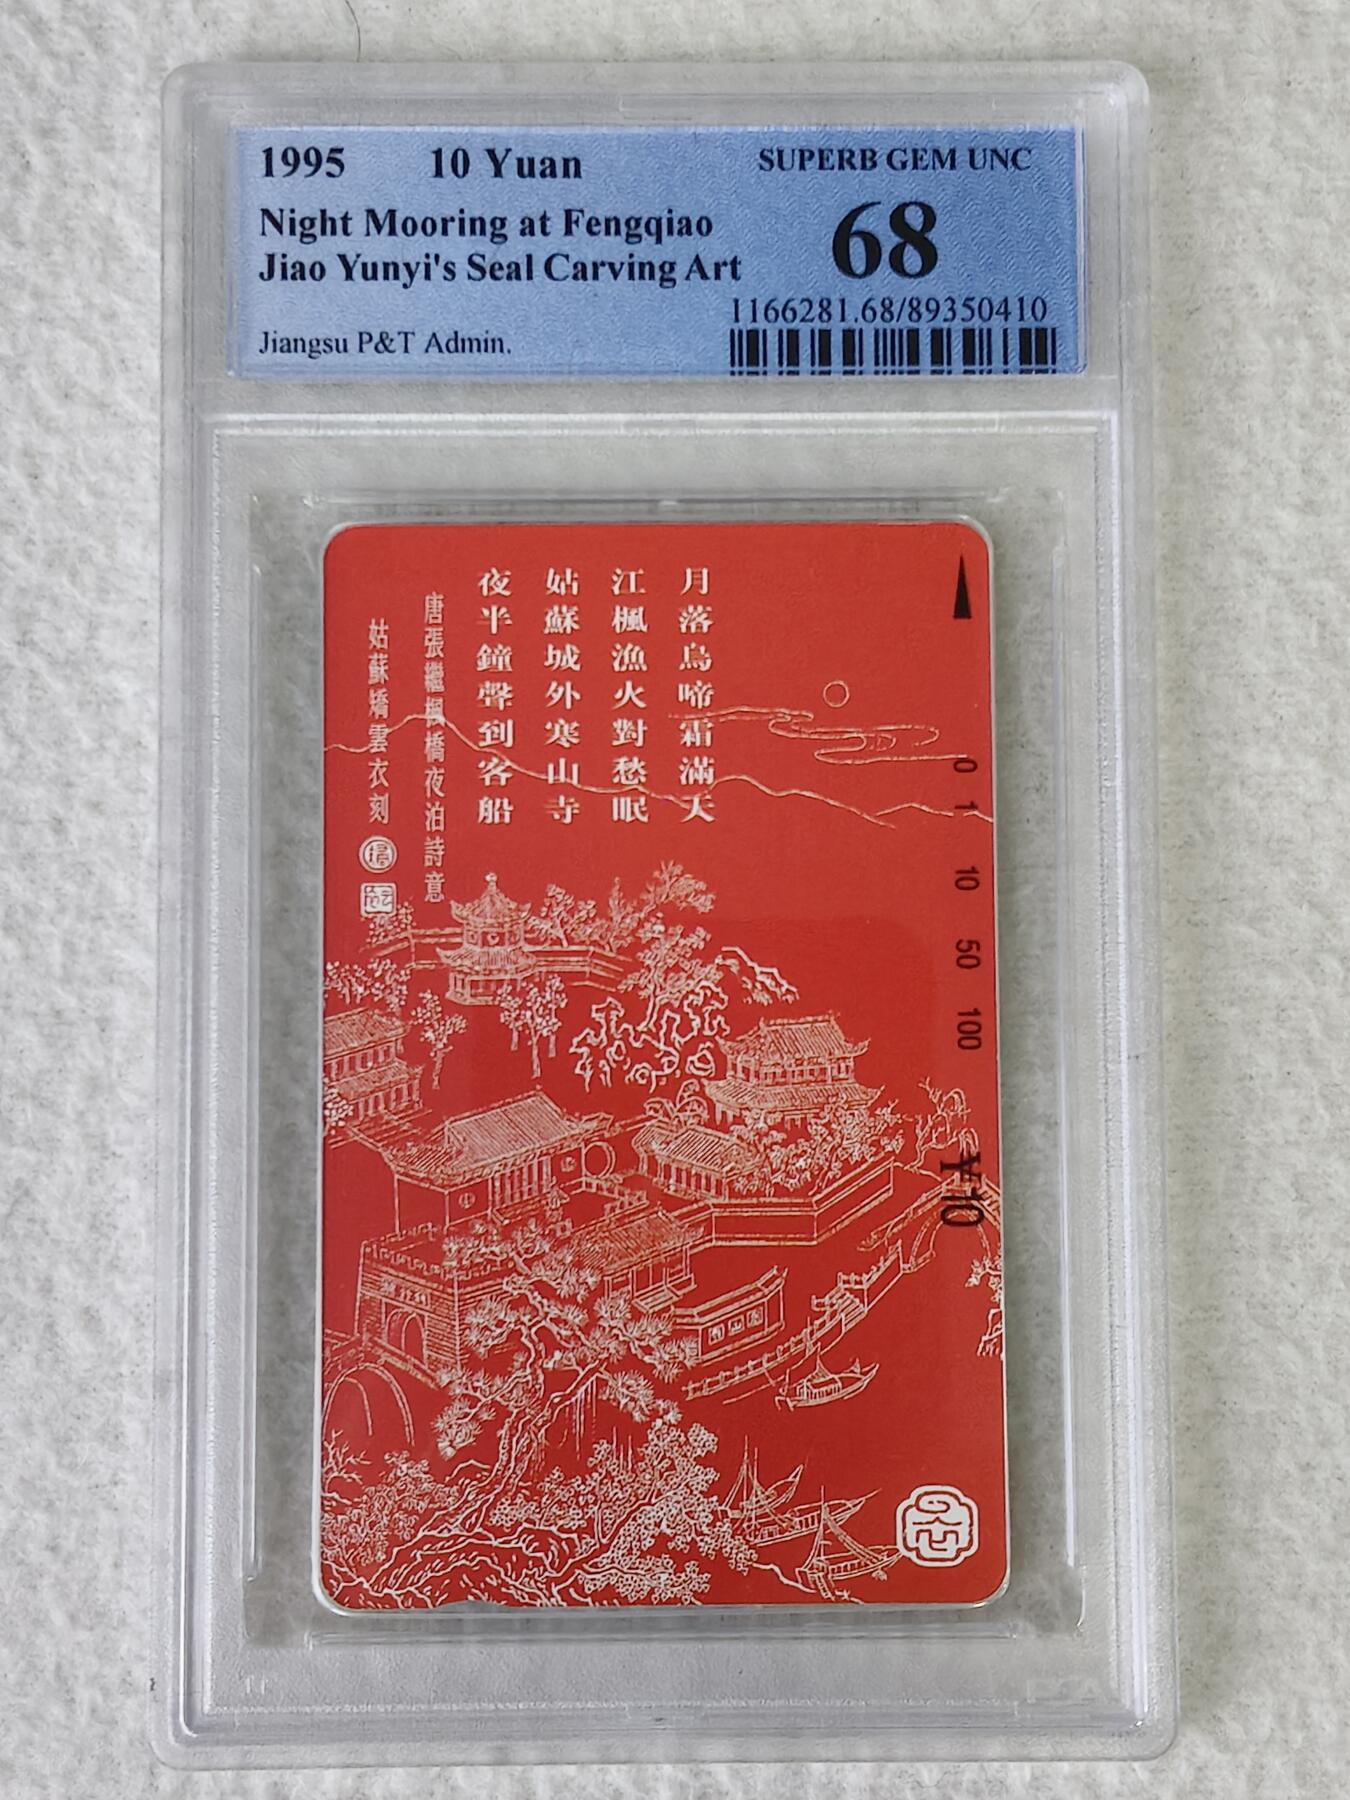 1995 10 Yuan
SUPERB GEM UNC
Night Mooring at Fengqiao
68
Jiao Yunyi's Seal Carving Art
1166281.68/89350410
Jiangsu P&T Admin.
月落烏啼霜滿天
江楓漁火對愁眠
姑蘇城外寒山寺
夜半鐘聲到客船
唐張繼楓橋夜泊詩意
姑蘇矯雲衣刻
0
1
10
50
100
¥10